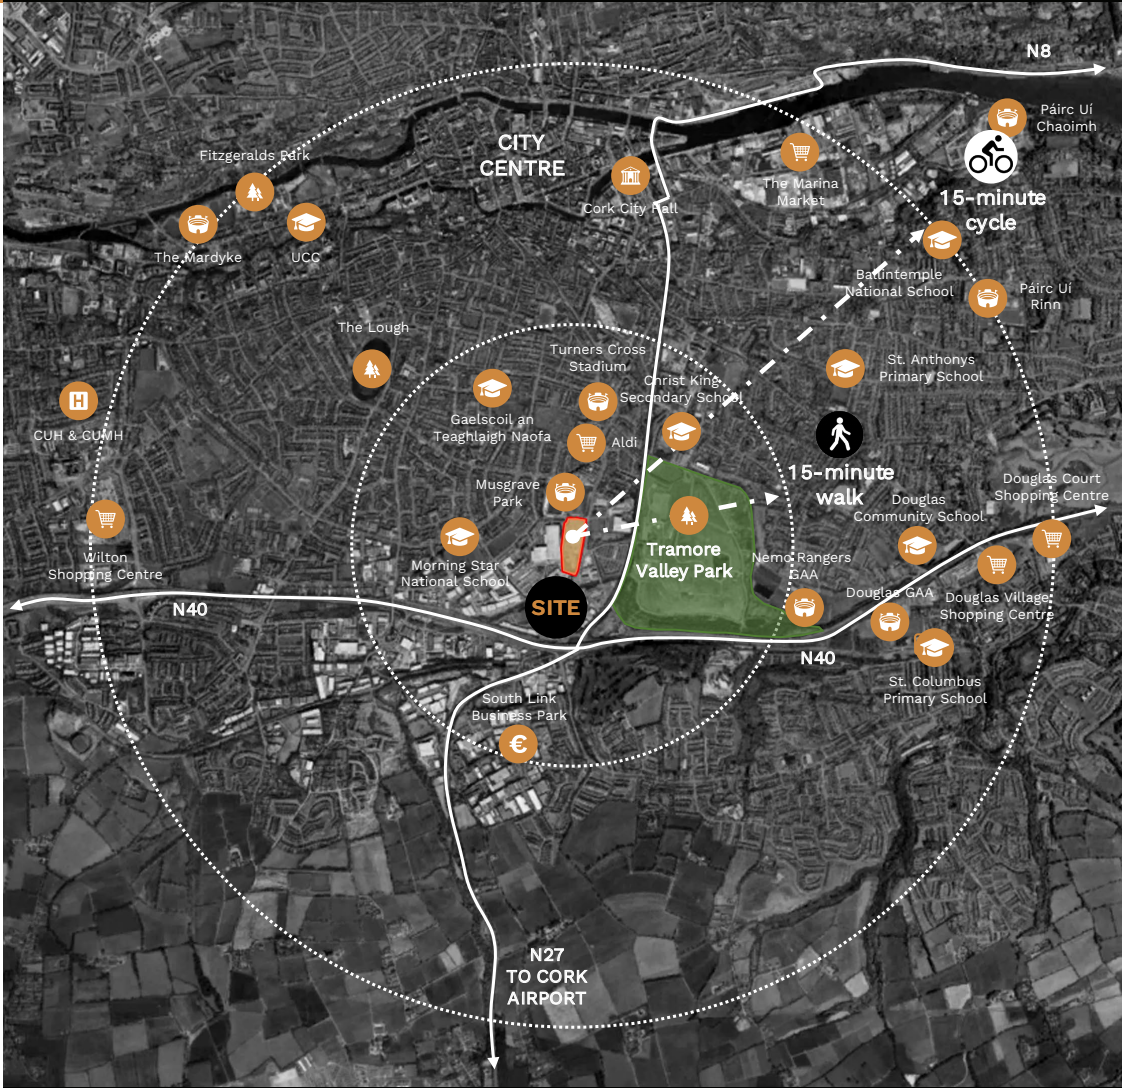 N8
Páirc Uí
Chaoimh
CITY
CENTRE
Fitzgeralds Park
The Marina
Market
15-minute
cycle
Cork City Hall
The Mardyke
UCC
Ballintemple
National School
Páirc Uí
Rinn
The Lough
Turners Cross
Stadium
St. Anthonys
Primary School
Christ King
Secondary School
Gaelscoil an
Teaghlaigh Naofa
Aldi
H
CUH & CUMH
15-minute
walk
Musgrave
Park
Douglas Court
Shopping Centre
Douglas
Community School
Wilton
Shopping Centre
Morning Star
National School
Tramore
Valley Park
Nemo Rangers
GAA
Douglas GAA
Douglas Village
Shopping Centre
SITE
N40
N40
St. Columbus
Primary School
South Link
Business Park
€
N27
TO CORK
AIRPORT